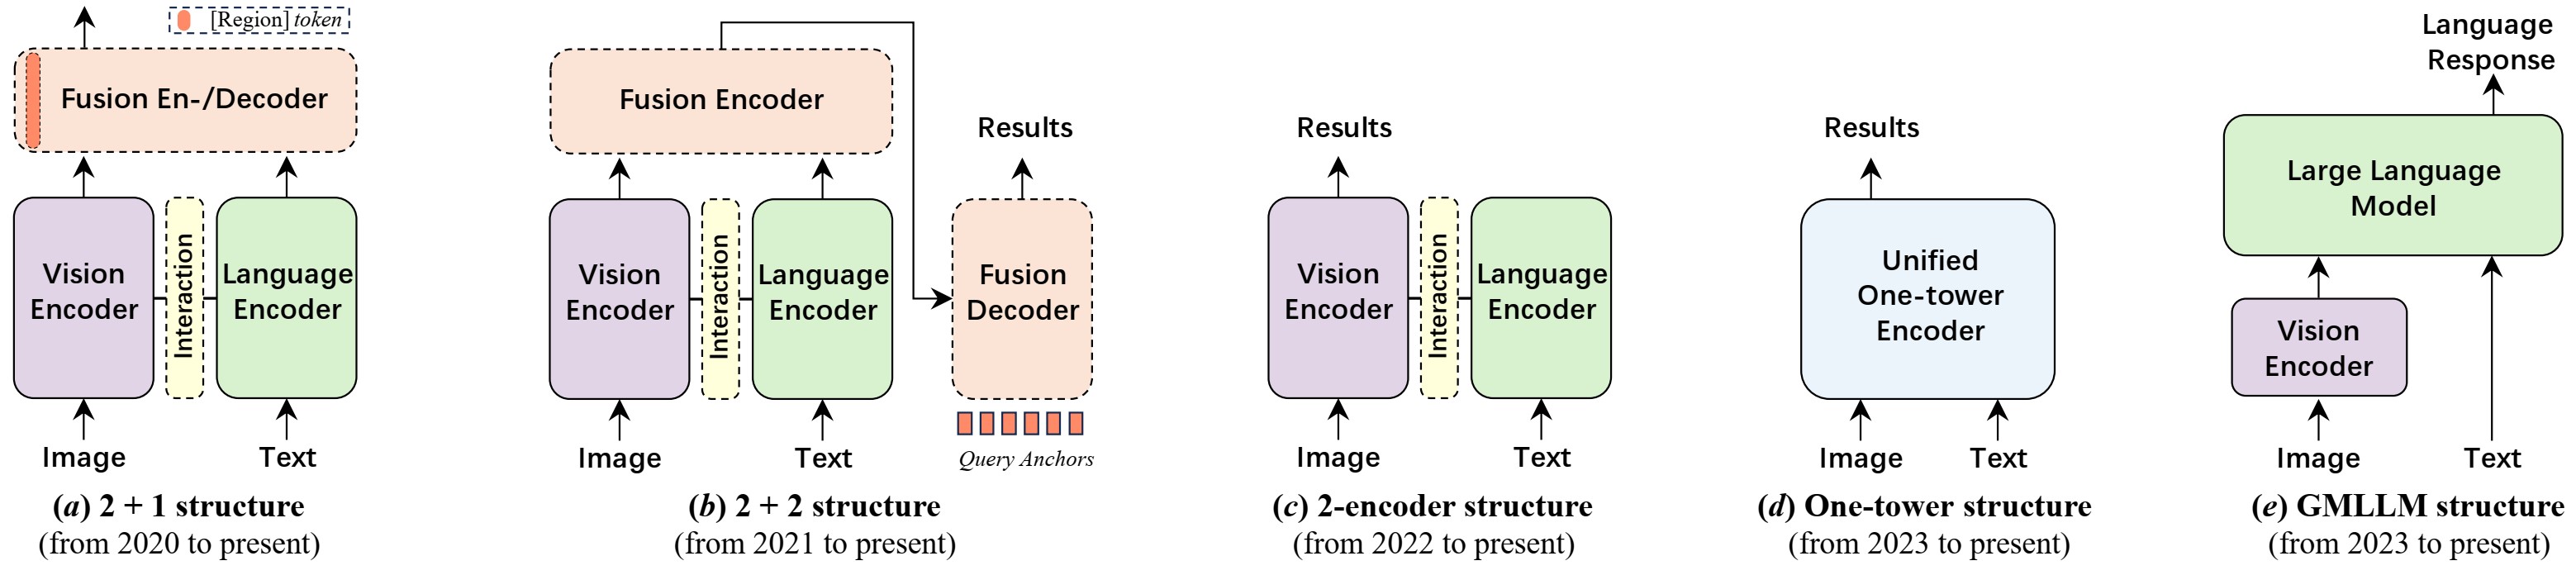 [Region] token
Fusion En-/Decoder
Vision
Encoder
Interaction
Language
Encoder
Image
Text
(a) 2 + 1 structure
(from 2020 to present)
Fusion Encoder
Vision
Encoder
Interaction
Language
Encoder
Image
Text
Results
Fusion
Decoder
Query Anchors
(b) 2 + 2 structure
(from 2021 to present)
Results
Vision
Encoder
Interaction
Language
Encoder
Image
Text
(c) 2-encoder structure
(from 2022 to present)
Results
Unified
One-tower
Encoder
Image
Text
(d) One-tower structure
(from 2023 to present)
Language
Response
Large Language
Model
Vision
Encoder
Image
Text
(e) GMLLM structure
(from 2023 to present)